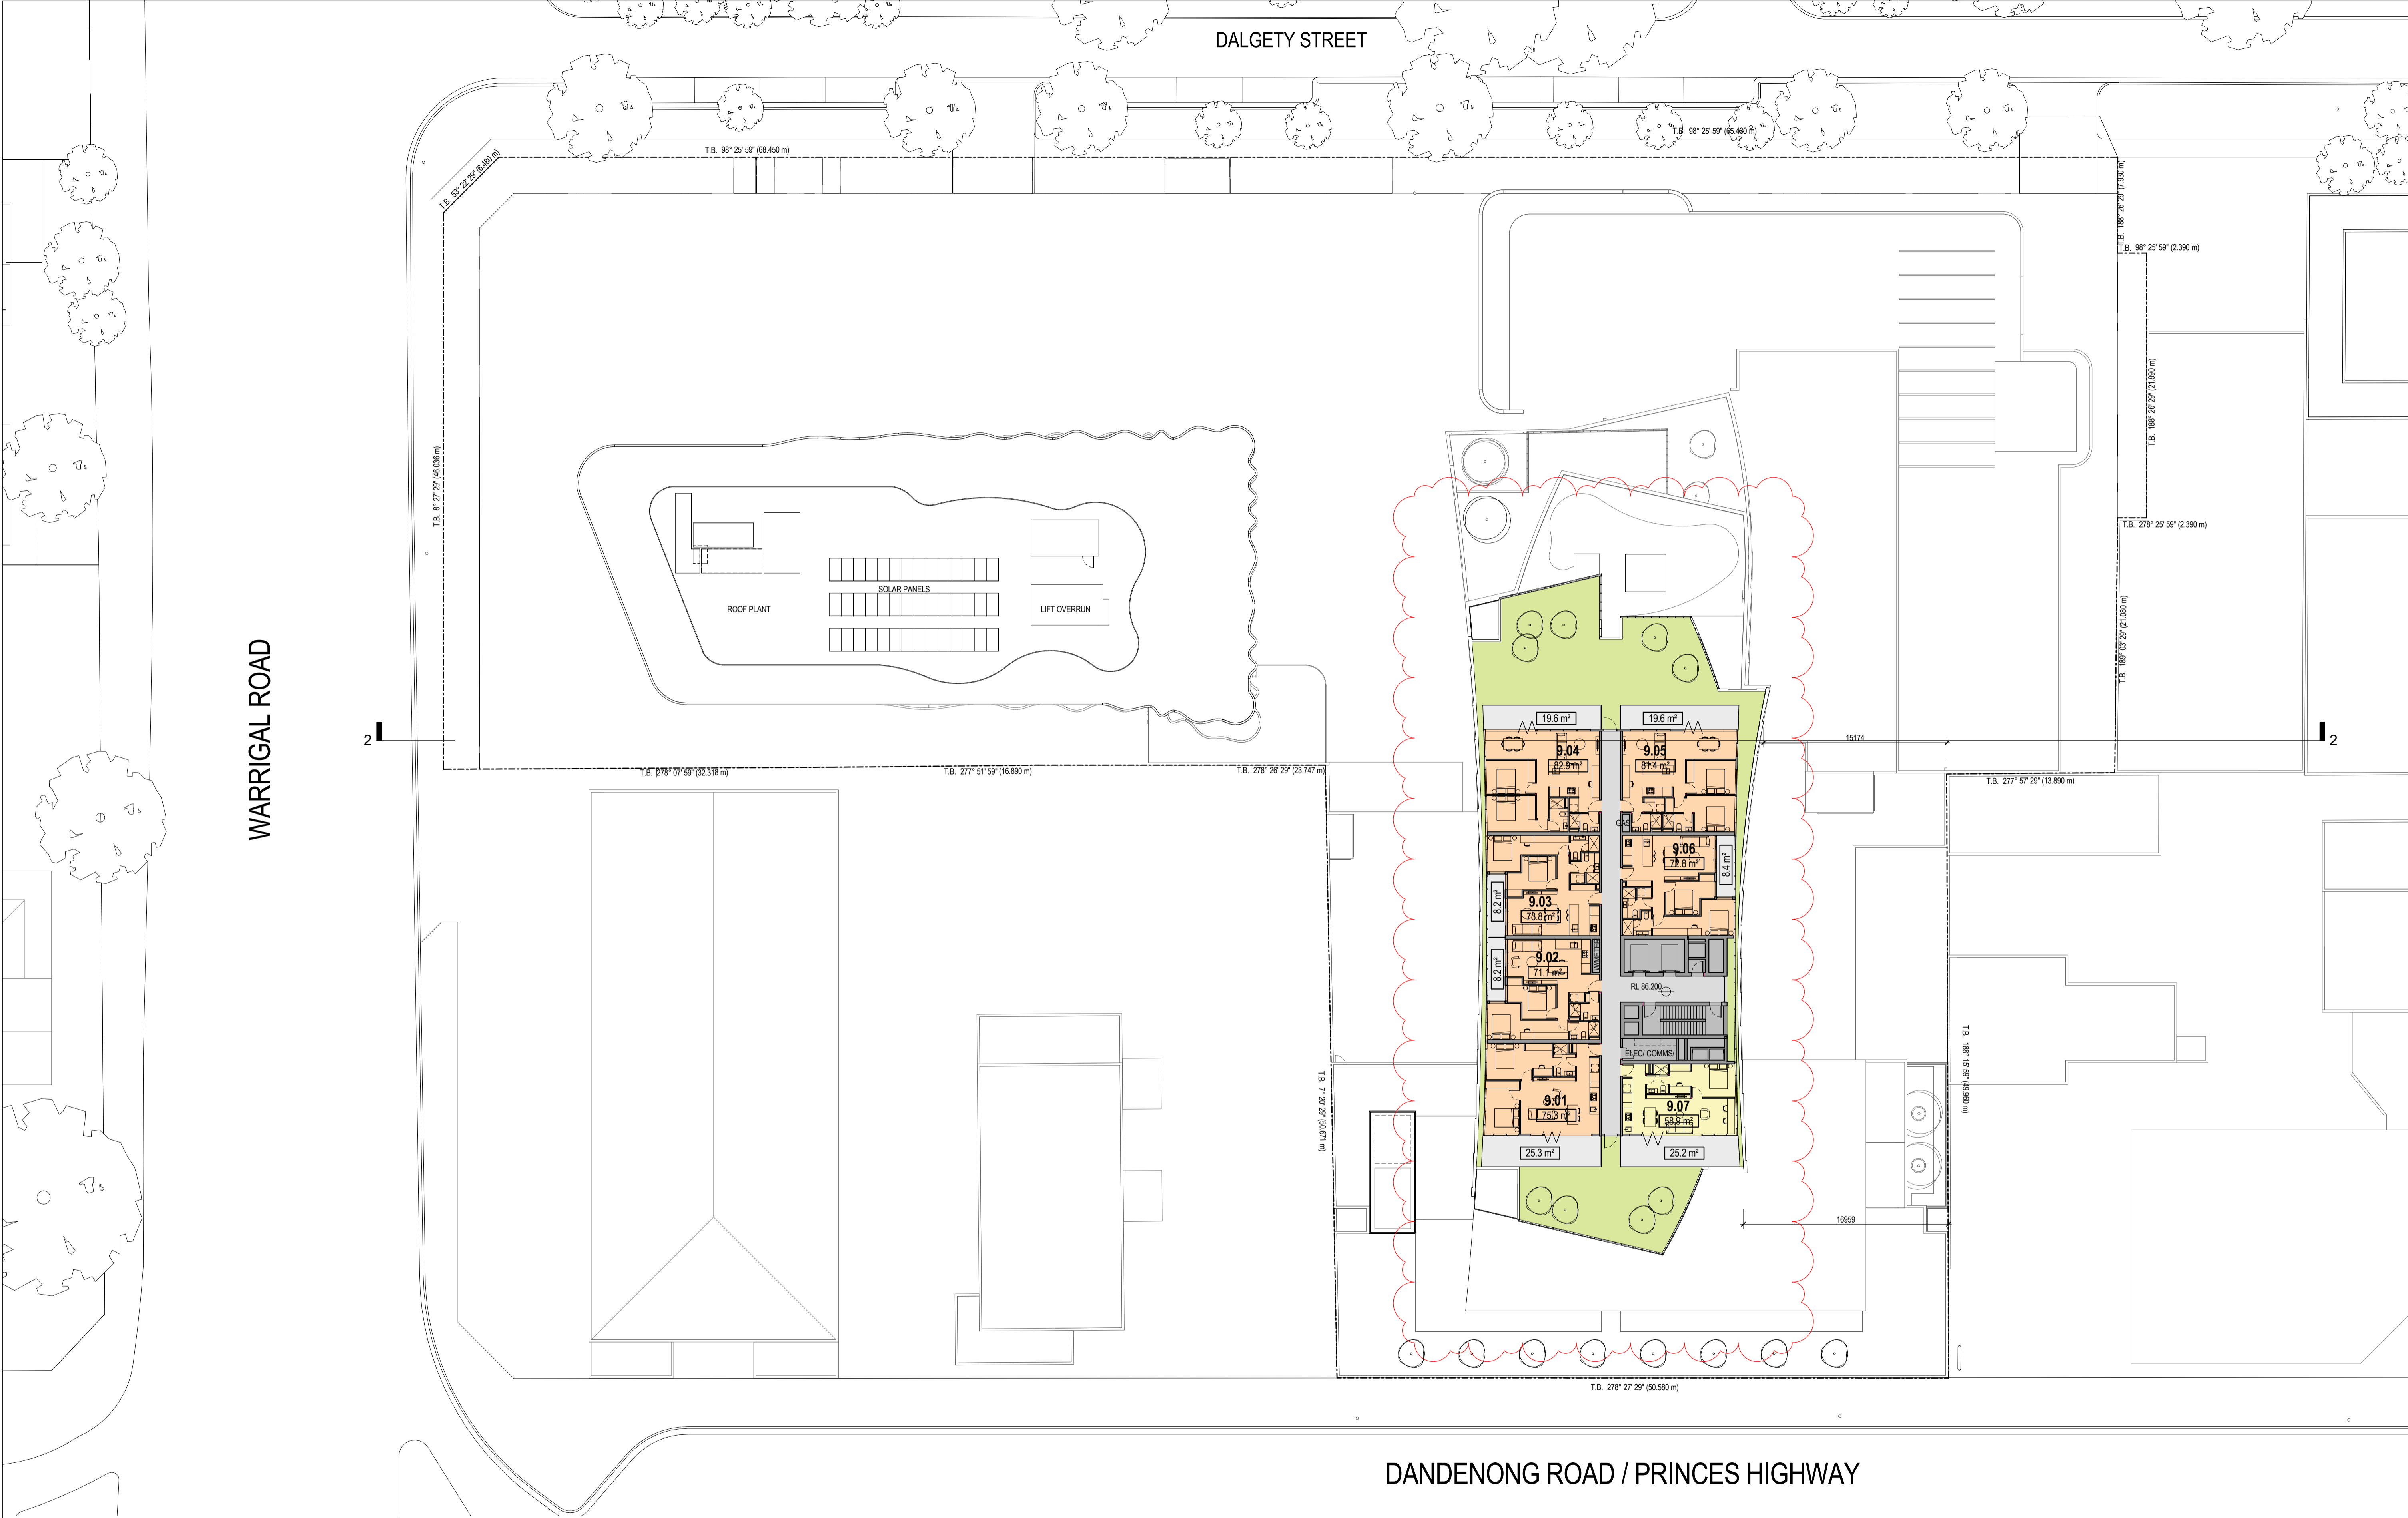 DALGETY STREET
T.B. 98° 25' 59" (65.490 m)
T.B. 98° 25' 59" (68.450 m)
T.B. 53° 22' 29" (6.480 m)
T.B. 188° 26' 29" (7.930 m)
T.B. 98° 25' 59" (2.390 m)
T.B. 188° 26' 29" (21.890 m)
T.B. 8° 27' 29" (46.036 m)
T.B. 278° 25' 59" (2.390 m)
SOLAR PANELS
ROOF PLANT
LIFT OVERRUN
T.B. 189° 03' 29" (21.080 m)
WARRIGAL ROAD
19.6 m²
19.6 m²
2
15174
2
9.04
82.9 m²
9.05
81.4 m²
T.B. 278° 07' 59" (32.318 m)
T.B. 277° 51' 59" (16.890 m)
T.B. 278° 26' 29" (23.747 m)
T.B. 277° 57' 29" (13.890 m)
GAS
9.06
72.8 m²
8.4 m²
8.2 m²
9.03
73.8 m²
8.2 m²
9.02
71.1 m²
RL 86.200
ELEC/ COMMS/
T.B. 188° 15' 59" (49.960 m)
T.B. 7° 20' 29" (50.671 m)
9.01
75.3 m²
9.07
58.9 m²
25.3 m²
25.2 m²
16959
T.B. 278° 27' 29" (50.580 m)
DANDENONG ROAD / PRINCES HIGHWAY